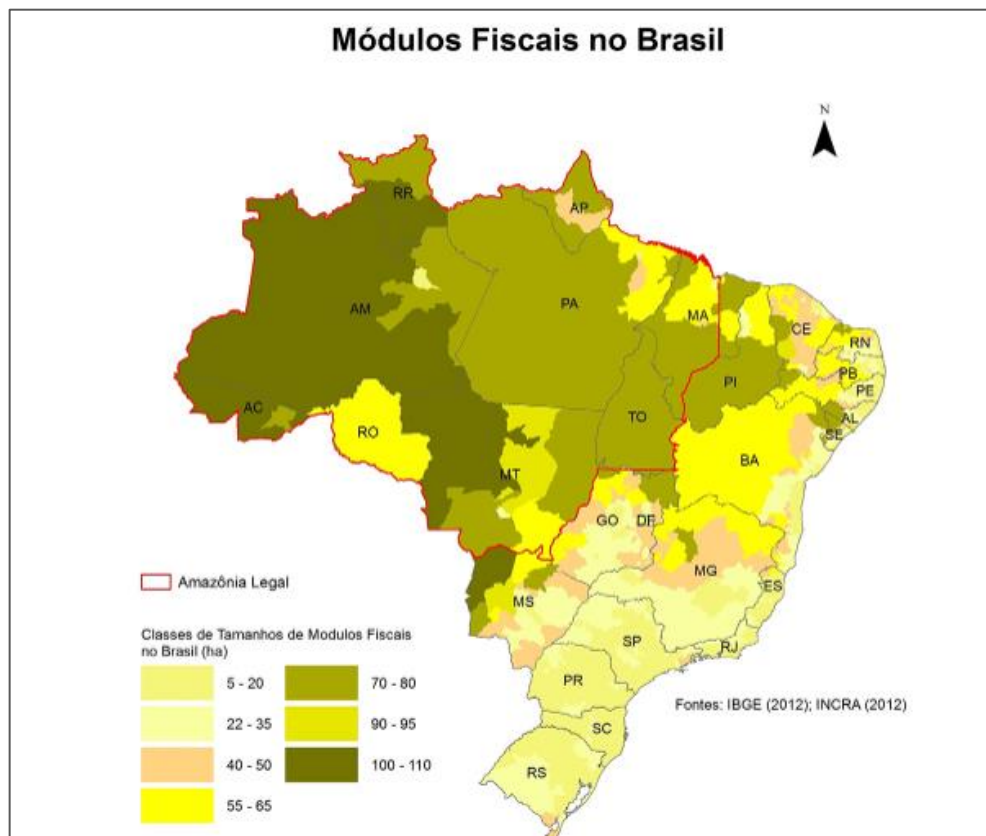 Módulos Fiscais no Brasil
N
RR
AP
AM
PA
MA
CE
RN
PB
PE
PI
AC
TO
AL
SE
RO
BA
MT
GO
DF
MG
ES
MS
SP
RJ
PR
SC
RS
Amazônia Legal
Classes de Tamanhos de Modulos Fiscais
no Brasil (ha)
5 - 20
70 - 80
22 - 35
90 - 95
40 - 50
100 - 110
55 - 65
Fontes: IBGE (2012); INCRA (2012)